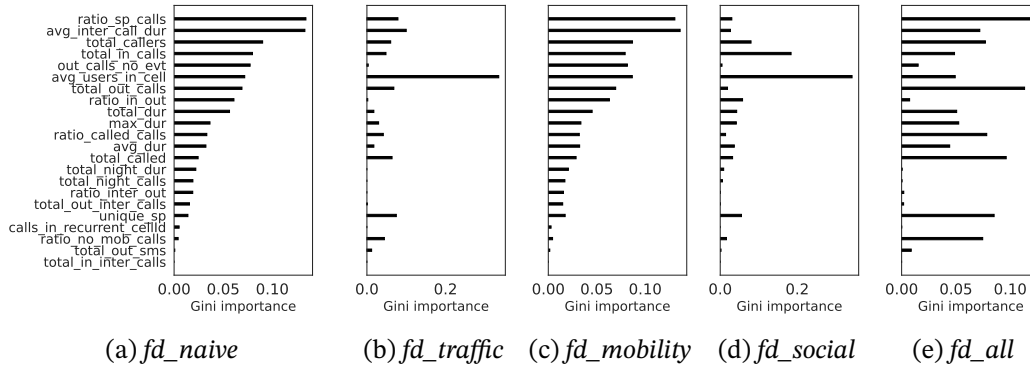 ratio_sp_calls
avg_inter_call_dur
total_callers
total_in_calls
out_calls_no_evt
avg_users_in_cell
total_out_calls
ratio_in_out
total_dur
max_dur
ratio_called_calls
avg_dur
total_called
total_night_dur
total_night_calls
ratio_inter_out
total_out_inter_calls
unique_sp
calls_in_recurrent_cellId
ratio_no_mob_calls
total_out_sms
total_in_inter_calls
0.00 0.05 0.10 0.0 0.2 0.00 0.05 0.10 0.0 0.2 0.00 0.05 0.10
Gini importance Gini importance Gini importance Gini importance Gini importance
(a) fd_naive (b) fd_traffic (c) fd_mobility (d) fd_social (e) fd_all